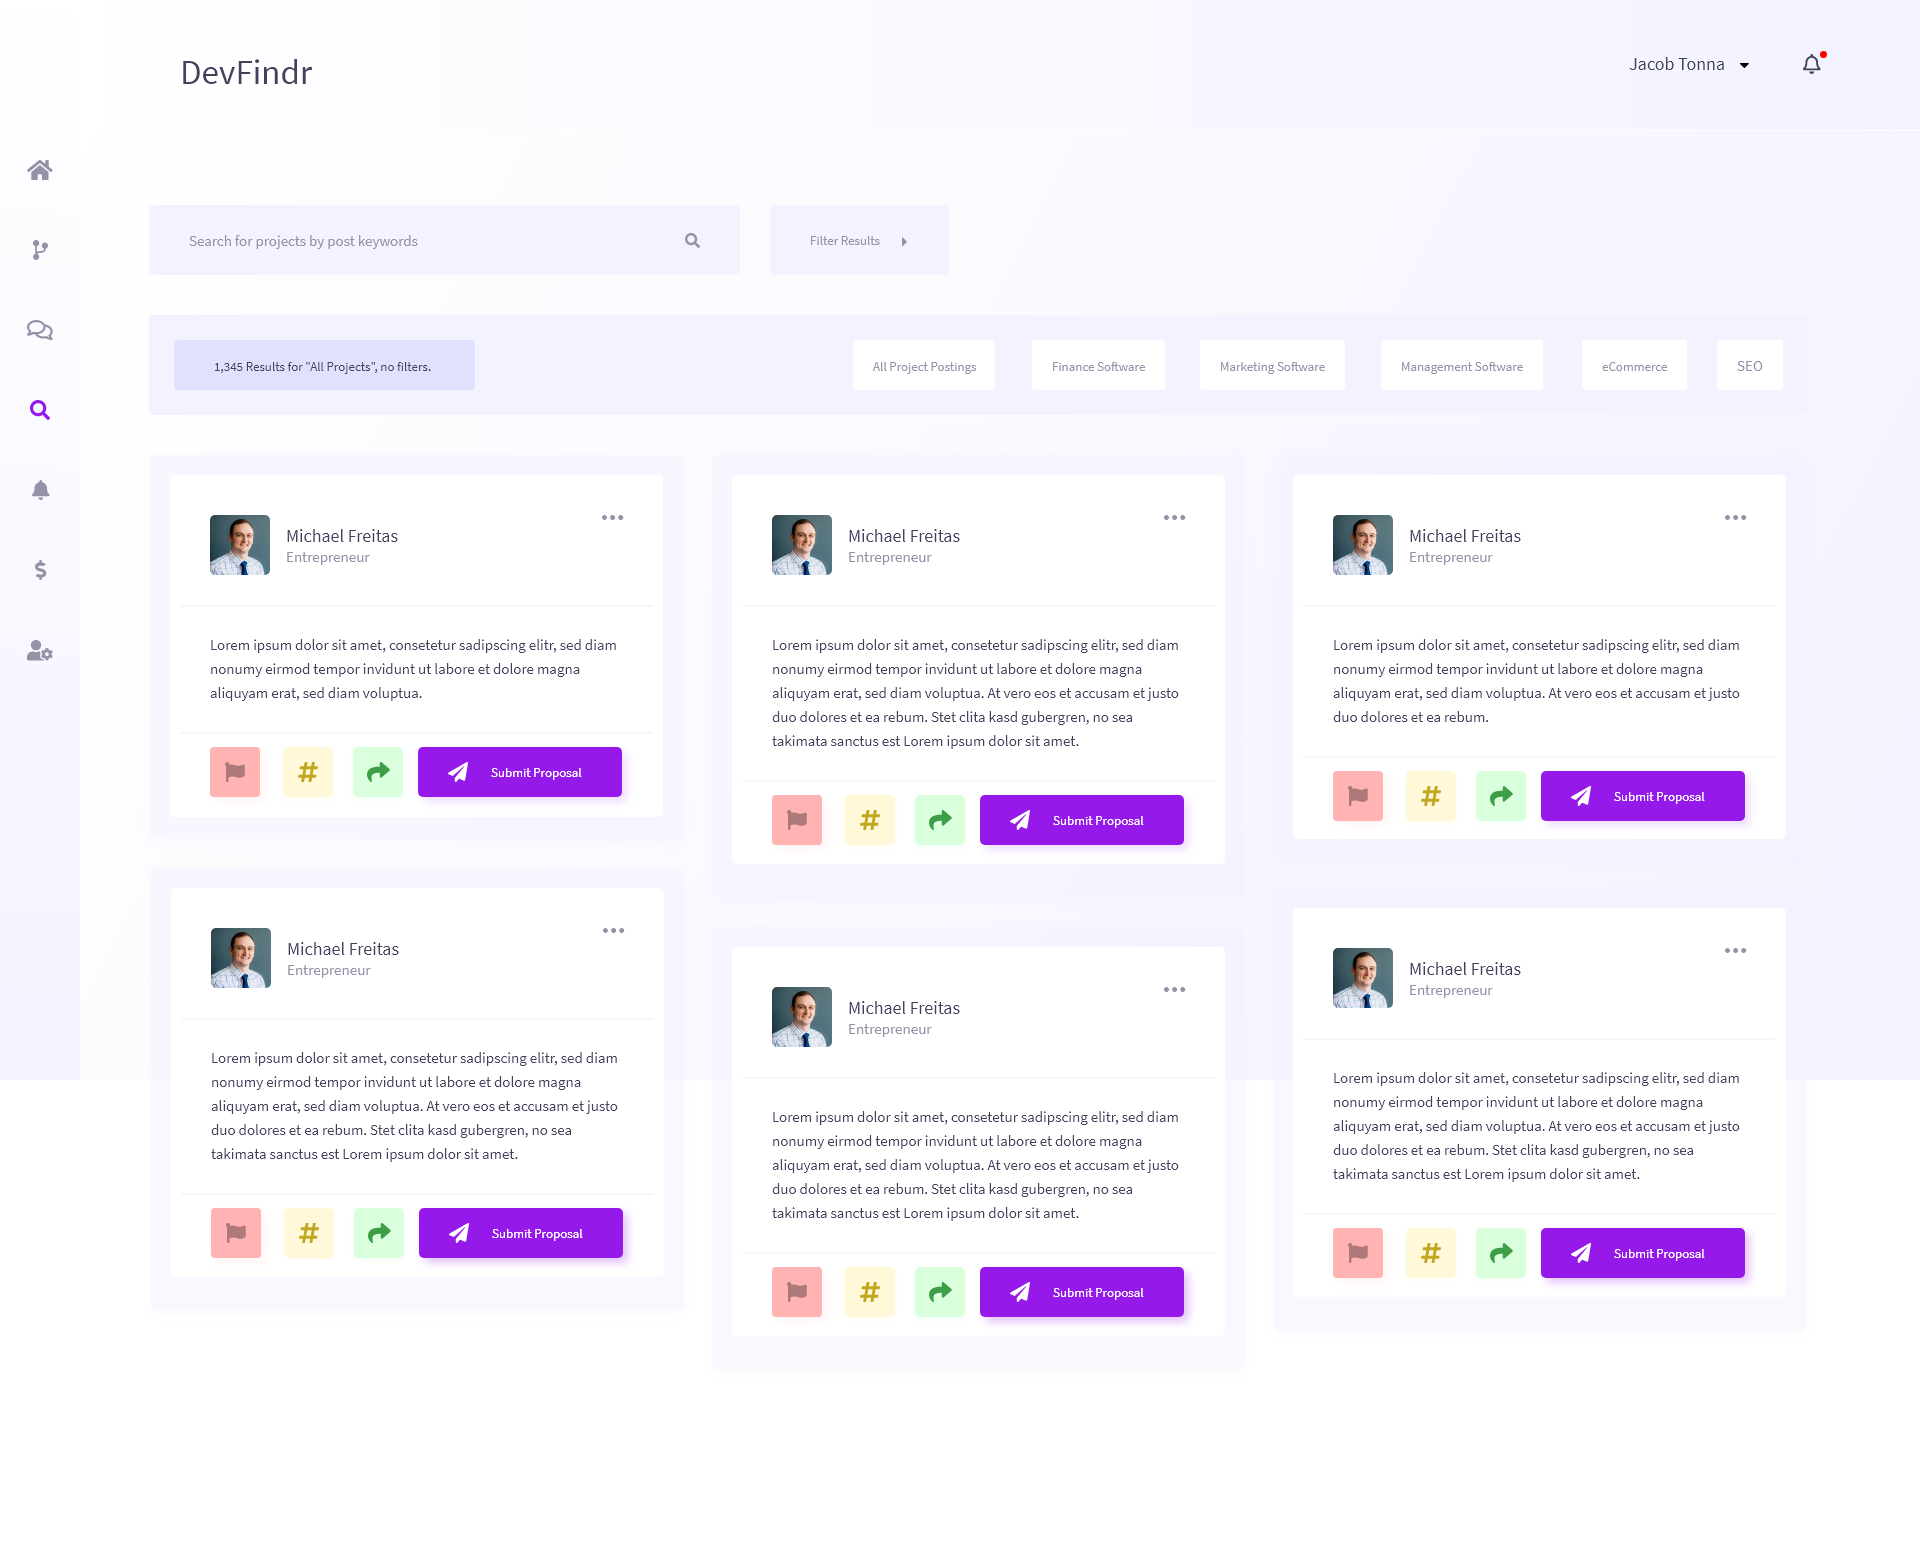 DevFindr
Jacob Tonna
Search for projects by post keywords
Filter Results
1,345 Results for "All Projects", no filters.
All Project Postings
Finance Software
Marketing Software
Management Software
eCommerce
SEO
Michael Freitas
Entrepreneur
Lorem ipsum dolor sit amet, consetetur sadipscing elitr, sed diam
nonumy eirmod tempor invidunt ut labore et dolore magna
aliquyam erat, sed diam voluptua.
Submit Proposal
Michael Freitas
Entrepreneur
Lorem ipsum dolor sit amet, consetetur sadipscing elitr, sed diam
nonumy eirmod tempor invidunt ut labore et dolore magna
aliquyam erat, sed diam voluptua. At vero eos et accusam et justo
duo dolores et ea rebum. Stet clita kasd gubergren, no sea
takimata sanctus est Lorem ipsum dolor sit amet.
Submit Proposal
Michael Freitas
Entrepreneur
Lorem ipsum dolor sit amet, consetetur sadipscing elitr, sed diam
nonumy eirmod tempor invidunt ut labore et dolore magna
aliquyam erat, sed diam voluptua. At vero eos et accusam et justo
duo dolores et ea rebum.
Submit Proposal
Michael Freitas
Entrepreneur
Lorem ipsum dolor sit amet, consetetur sadipscing elitr, sed diam
nonumy eirmod tempor invidunt ut labore et dolore magna
aliquyam erat, sed diam voluptua. At vero eos et accusam et justo
duo dolores et ea rebum. Stet clita kasd gubergren, no sea
takimata sanctus est Lorem ipsum dolor sit amet.
Submit Proposal
Michael Freitas
Entrepreneur
Lorem ipsum dolor sit amet, consetetur sadipscing elitr, sed diam
nonumy eirmod tempor invidunt ut labore et dolore magna
aliquyam erat, sed diam voluptua. At vero eos et accusam et justo
duo dolores et ea rebum. Stet clita kasd gubergren, no sea
takimata sanctus est Lorem ipsum dolor sit amet.
Submit Proposal
Michael Freitas
Entrepreneur
Lorem ipsum dolor sit amet, consetetur sadipscing elitr, sed diam
nonumy eirmod tempor invidunt ut labore et dolore magna
aliquyam erat, sed diam voluptua. At vero eos et accusam et justo
duo dolores et ea rebum. Stet clita kasd gubergren, no sea
takimata sanctus est Lorem ipsum dolor sit amet.
Submit Proposal